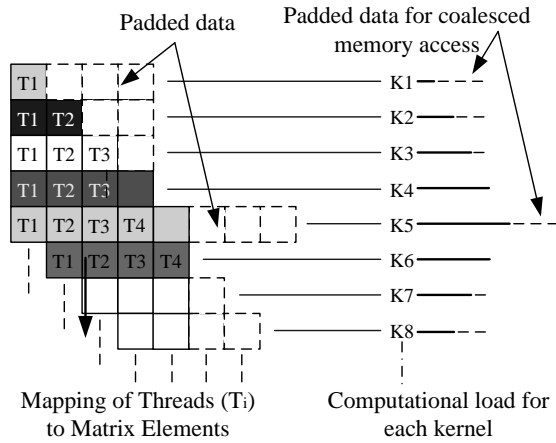 Padded data
Padded data for coalesced
memory access
T1
K1
T1 T2
K2
T1 T2 T3
K3
T1 T2 T3
K4
T1 T2 T3 T4
K5
T1 T2 T3 T4
K6
K7
K8
Mapping of Threads (Ti)
to Matrix Elements
Computational load for
each kernel